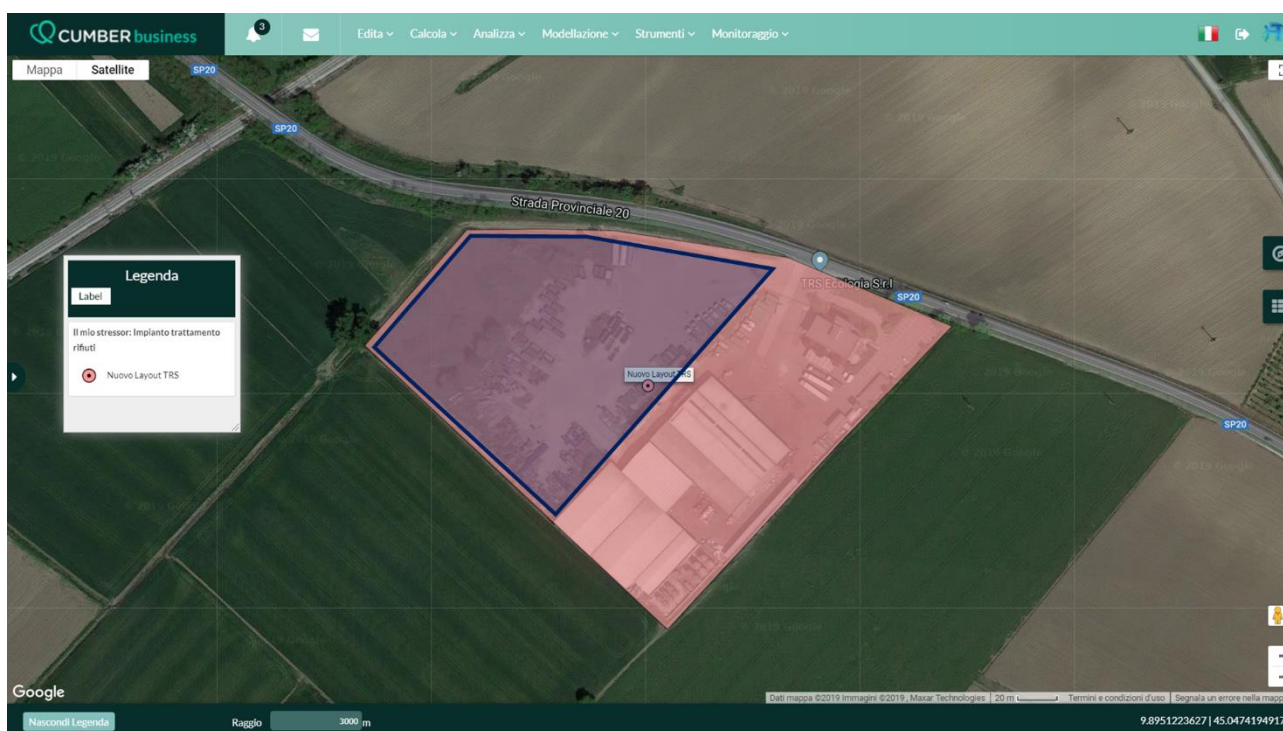 CUMBER business
3
Edita
Calcola
Analizza
Modellazione
Strumenti
Monitoraggio
Mappa
Satellite
SP20
SP20
Strada Provinciale 20
TRS Ecologia S.r.l
SP20
Legenda
Label
Il mio stressor: Impianto trattamento
rifiuti
Nuovo Layout TRS
Nuovo Layout TRS
SP20
Google
Dati mappa ©2019 Immagini ©2019 , Maxar Technologies
20 m
Termini e condizioni d'uso
Segnala un errore nella mapp
Nascondi Legenda
Raggio
3000 m
9.8951223627 | 45.0474194917